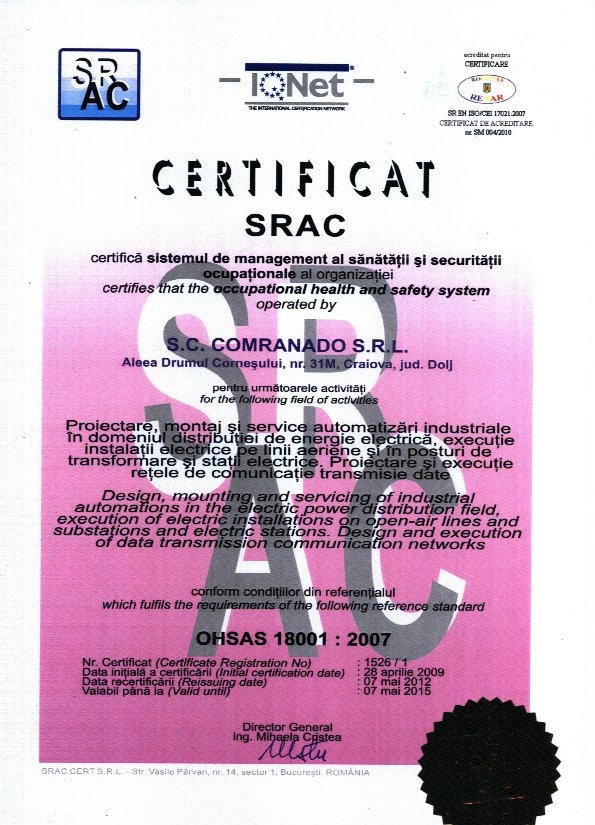 SR
AC
IQNet®
THE INTERNATIONAL CERTIFICATION NETWORK
acreditat pentru
CERTIFICARE
ROMANIA
RENAR
SR EN ISO/CEI 17021:2007
CERTIFICAT DE ACREDITARE
nr. SM 004/2010
CERTIFICAT
SRAC
certifică sistemul de management al sănătății și securității
ocupaționale al organizației
certifies that the occupational health and safety system
operated by
S.C. COMRANADO S.R.L.
Aleea Drumul Corneșului, nr. 31M, Craiova, jud. Dolj
pentru următoarele activități
for the following field of activities
Proiectare, montaj și service automatizări industriale
în domeniul distribuției de energie electrică, execuție
instalații electrice pe linii aeriene și în posturi de
transformare și stații electrice. Proiectare și execuție
rețele de comunicație transmisie date
Design, mounting and servicing of industrial
automations in the electric power distribution field,
execution of electric installations on open-air lines and
substations and electric stations. Design and execution
of data transmission communication networks
conform condițiilor din referențialul
which fulfils the requirements of the following reference standard
OHSAS 18001 : 2007
Nr. Certificat (Certificate Registration No) : 1526 / 1
Data inițială a certificării (Initial certification date) : 28 aprilie 2009
Data recertificării (Reissuing date) : 07 mai 2012
Valabil până la (Valid until) : 07 mai 2015
Director General
Ing. Mihaela Cristea
SRAC CERT S.R.L. - Str. Vasile Pârvan, nr. 14, sector 1, București, ROMÂNIA
SR
AC